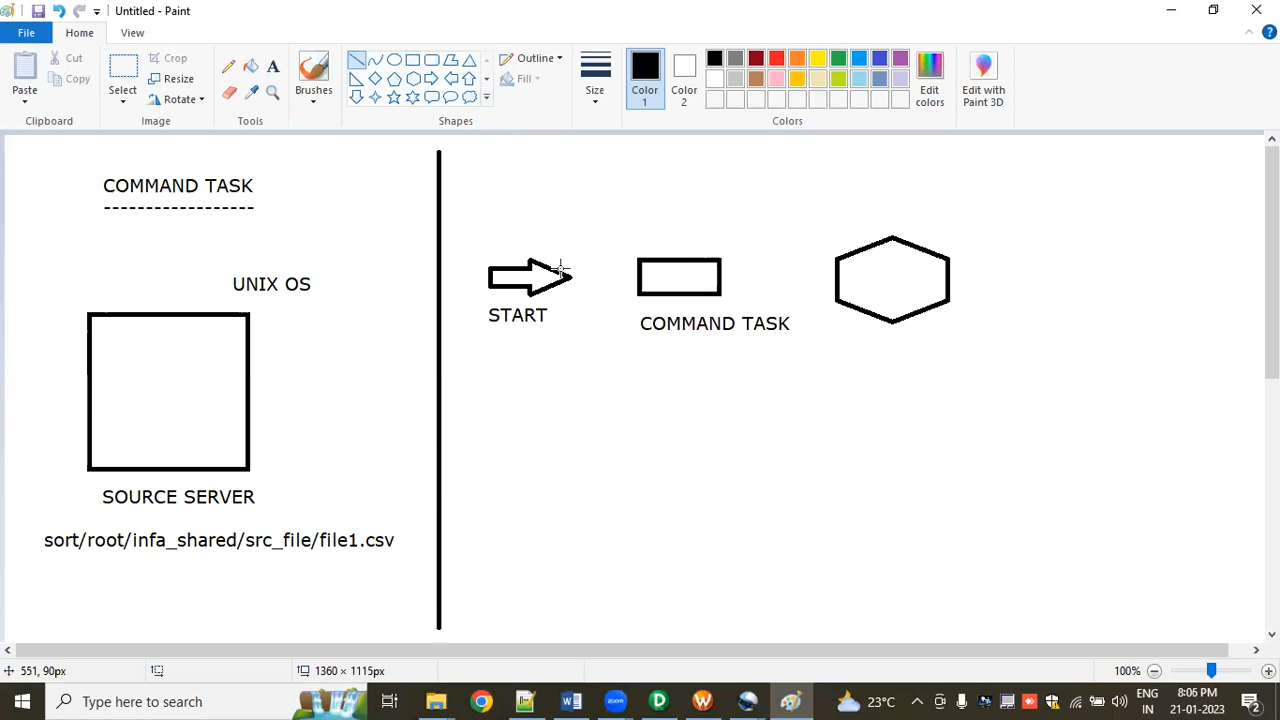 Untitled - Paint
File
Home
View
Paste
Cut
Copy
Clipboard
Select
Crop
Resize
Rotate
Image
A
Tools
Brushes
Shapes
Outline
Fill
Size
Color
1
Color
2
Colors
Edit
colors
Edit with
Paint 3D
COMMAND TASK
------------------
UNIX OS
SOURCE SERVER
sort/root/infa_shared/src_file/file1.csv
START
COMMAND TASK
551, 90px
1360 × 1115px
100%
Type here to search
W
D
W
23°C
ENG
IN
8:06 PM
21-01-2023
2